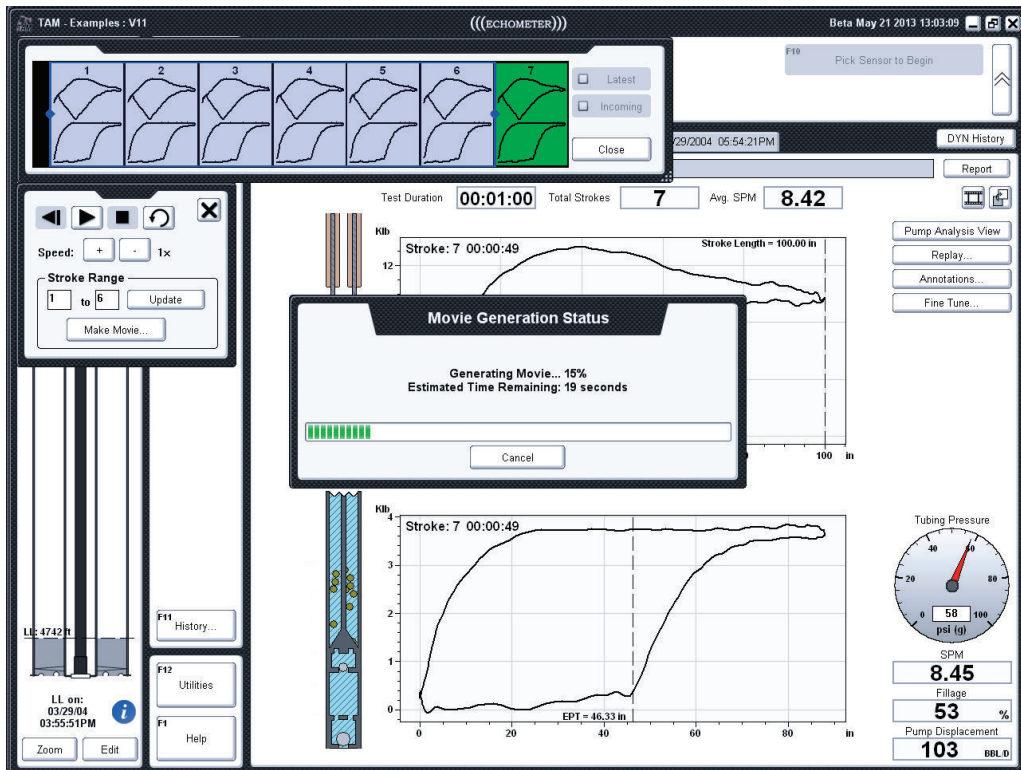 TAM - Examples : V11
(((ECHOMETER)))
Beta May 21 2013 13:03:09
1 2 3 4 5 6 7
Latest
Incoming
Close
F10
Pick Sensor to Begin
/29/2004 05:54:21PM
DYN History
Report
Speed: + - 1x
Stroke Range
1 to 6 Update
Make Movie...
Test Duration 00:01:00 Total Strokes 7 Avg. SPM 8.42
Klb
Stroke: 7 00:00:49
Stroke Length = 100.00 in
12
100 in
Pump Analysis View
Replay...
Annotations...
Fine Tune...
Movie Generation Status
Generating Movie... 15%
Estimated Time Remaining: 19 seconds
Cancel
LL: 4742 ft
LL on:
03/29/04
03:55:51PM
i
Zoom Edit
F11
History...
F12
Utilities
F1
Help
Klb
Stroke: 7 00:00:49
4
3
2
1
0
EPT = 46.33 in
0 20 40 60 80 in
Tubing Pressure
0 20 40 60 80 100
58
psi (g)
SPM
8.45
Fillage
53 %
Pump Displacement
103 BBL/D